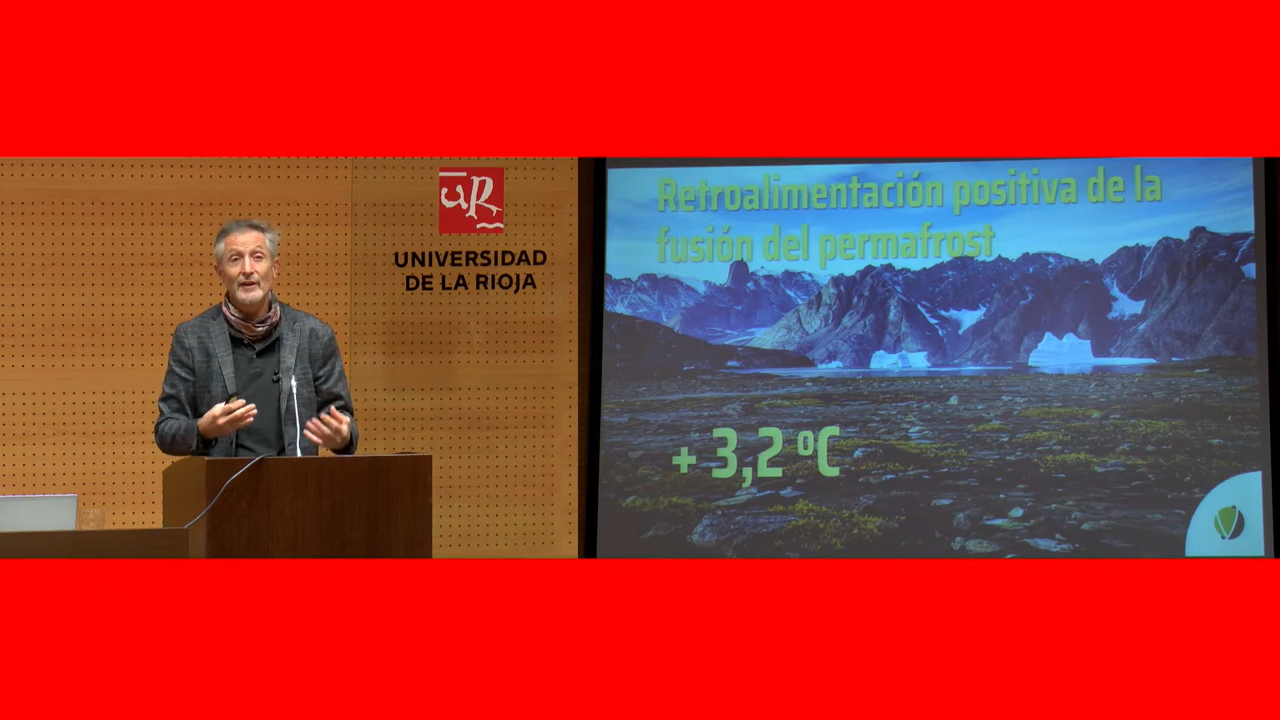 uR
UNIVERSIDAD
DE LA RIOJA
Retroalimentación positiva de la
fusión del permafrost
+ 3,2 ºC